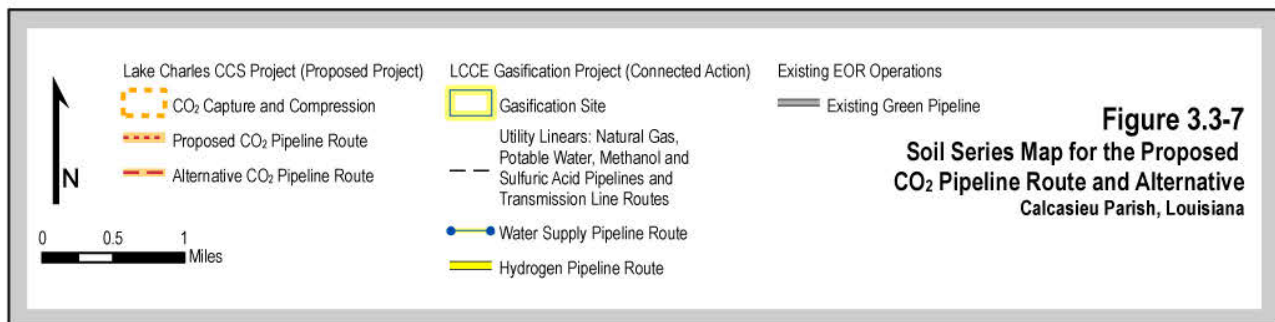 Lake Charles CCS Project (Proposed Project)
CO₂ Capture and Compression
Proposed CO₂ Pipeline Route
Alternative CO₂ Pipeline Route
N
0 0.5 1
Miles
LCCE Gasification Project (Connected Action)
Gasification Site
Utility Linears: Natural Gas,
Potable Water, Methanol and
Sulfuric Acid Pipelines and
Transmission Line Routes
Water Supply Pipeline Route
Hydrogen Pipeline Route
Existing EOR Operations
Existing Green Pipeline
Figure 3.3-7
Soil Series Map for the Proposed
CO₂ Pipeline Route and Alternative
Calcasieu Parish, Louisiana